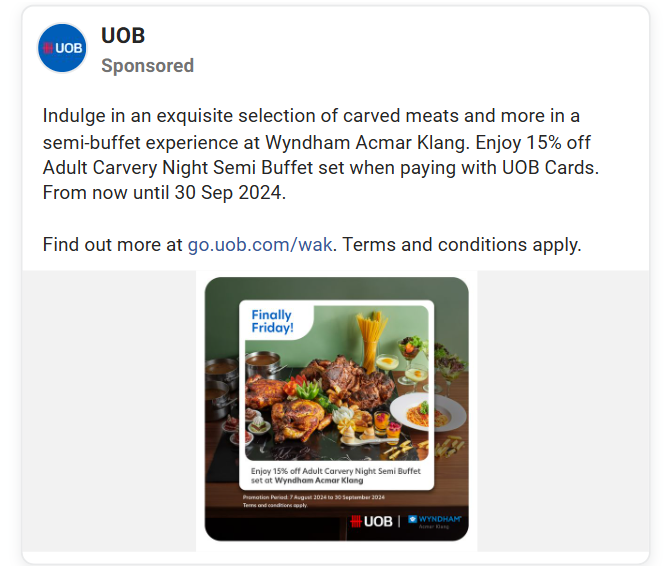 UOB
UOB
Sponsored
Indulge in an exquisite selection of carved meats and more in a
semi-buffet experience at Wyndham Acmar Klang. Enjoy 15% off
Adult Carvery Night Semi Buffet set when paying with UOB Cards.
From now until 30 Sep 2024.
Find out more at go.uob.com/wak. Terms and conditions apply.
Finally
Friday!
Enjoy 15% off Adult Carvery Night Semi Buffet
set at Wyndham Acmar Klang
Promotion Period: 7 August 2024 to 30 September 2024
Terms and conditions apply.
UOB | WYNDHAM
Acmar Klang